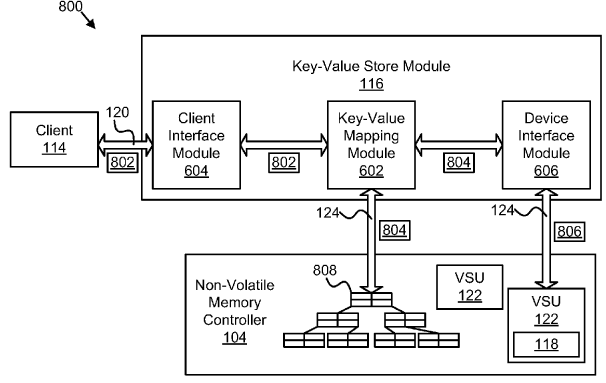 800
Key-Value Store Module
116
120
Client
114
802
Client
Interface
Module
604
802
Key-Value
Mapping
Module
602
804
Device
Interface
Module
606
124
804
124
806
808
Non-Volatile
Memory
Controller
104
VSU
122
VSU
122
118